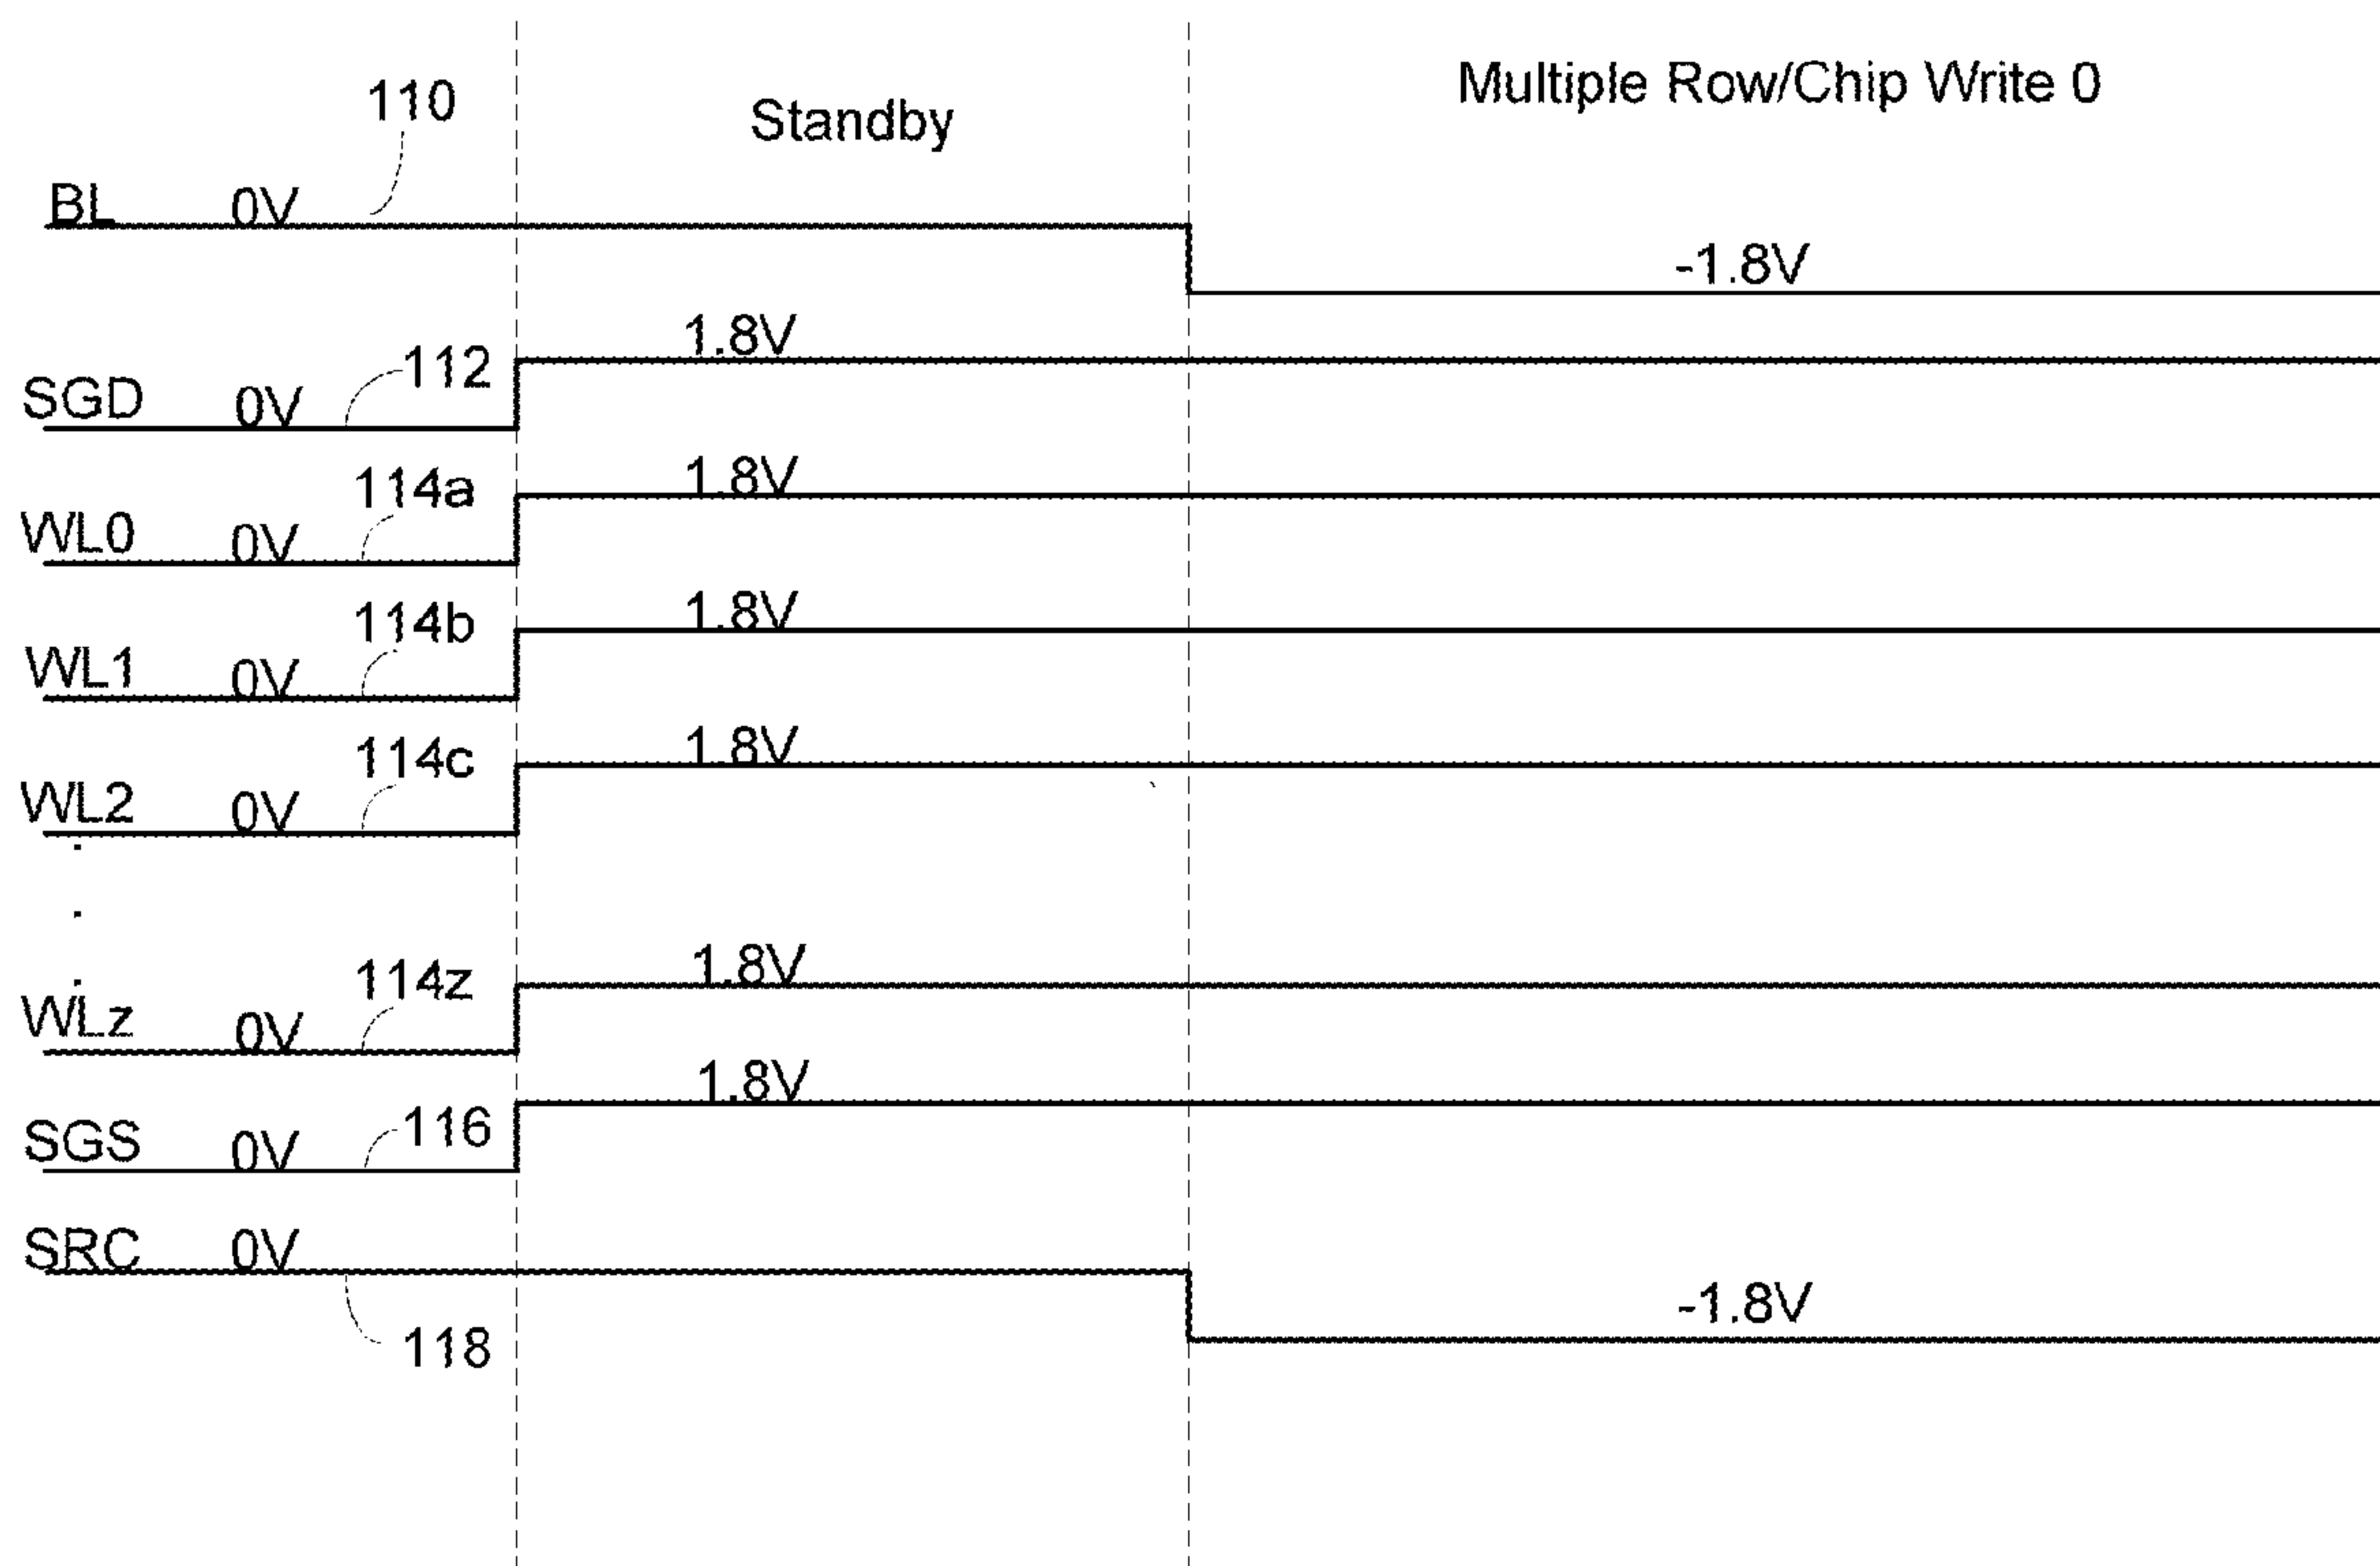 Multiple Row/Chip Write 0
Standby
110
BL 0V
-1.8V
1.8V
112
SGD 0V
1.8V
114a
WL0 0V
1.8V
114b
WL1 0V
1.8V
114c
WL2 0V
.
.
.
1.8V
114z
WLz 0V
1.8V
116
SGS 0V
SRC 0V
-1.8V
118